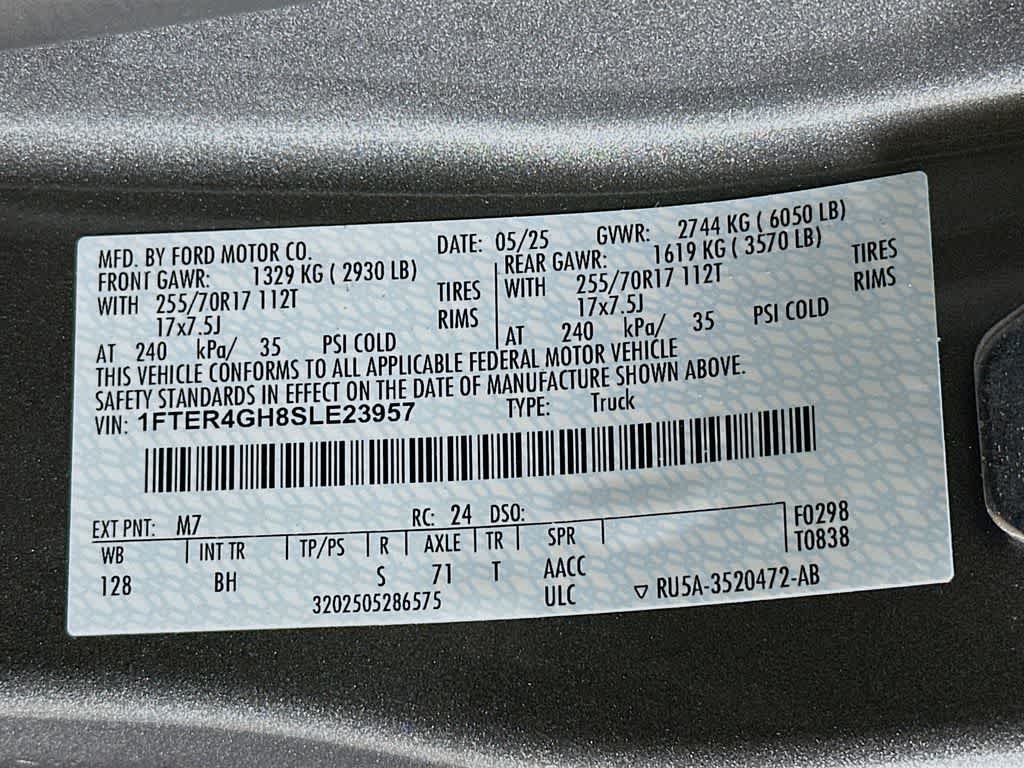 MFD. BY FORD MOTOR CO. DATE: 05/25 GVWR: 2744 KG ( 6050 LB)
FRONT GAWR: 1329 KG ( 2930 LB) REAR GAWR: 1619 KG ( 3570 LB)
WITH 255/70R17 112T TIRES WITH 255/70R17 112T TIRES
17x7.5J RIMS 17x7.5J RIMS
AT 240 kPa/ 35 PSI COLD AT 240 kPa/ 35 PSI COLD
THIS VEHICLE CONFORMS TO ALL APPLICABLE FEDERAL MOTOR VEHICLE
SAFETY STANDARDS IN EFFECT ON THE DATE OF MANUFACTURE SHOWN ABOVE.
VIN: 1FTER4GH8SLE23957 TYPE: Truck
EXT PNT: M7 RC: 24 DSO: F0298
WB INT TR TP/PS R AXLE TR SPR T0838
128 BH S 71 T AACC
3202505286575 ULC ▽ RU5A-3520472-AB